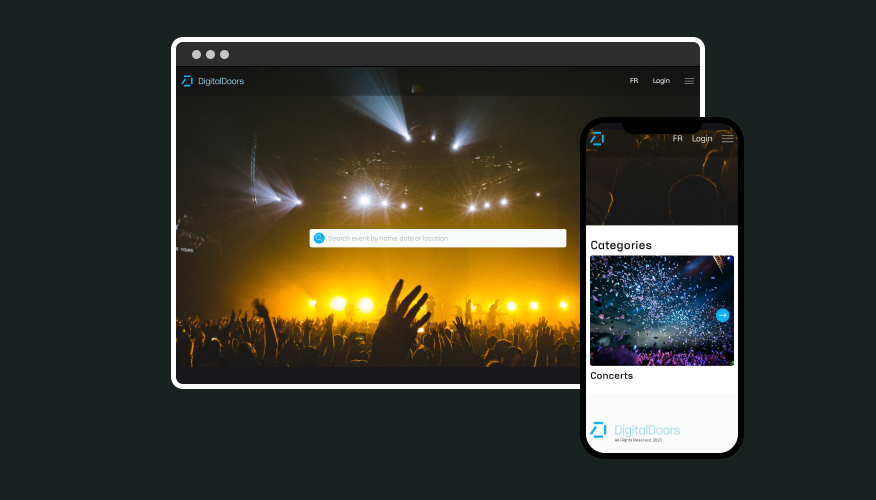 DigitalDoors
FR Login
Search event by name, date or location
FR Login
Categories
Concerts
DigitalDoors
All Rights Reserved, 2023